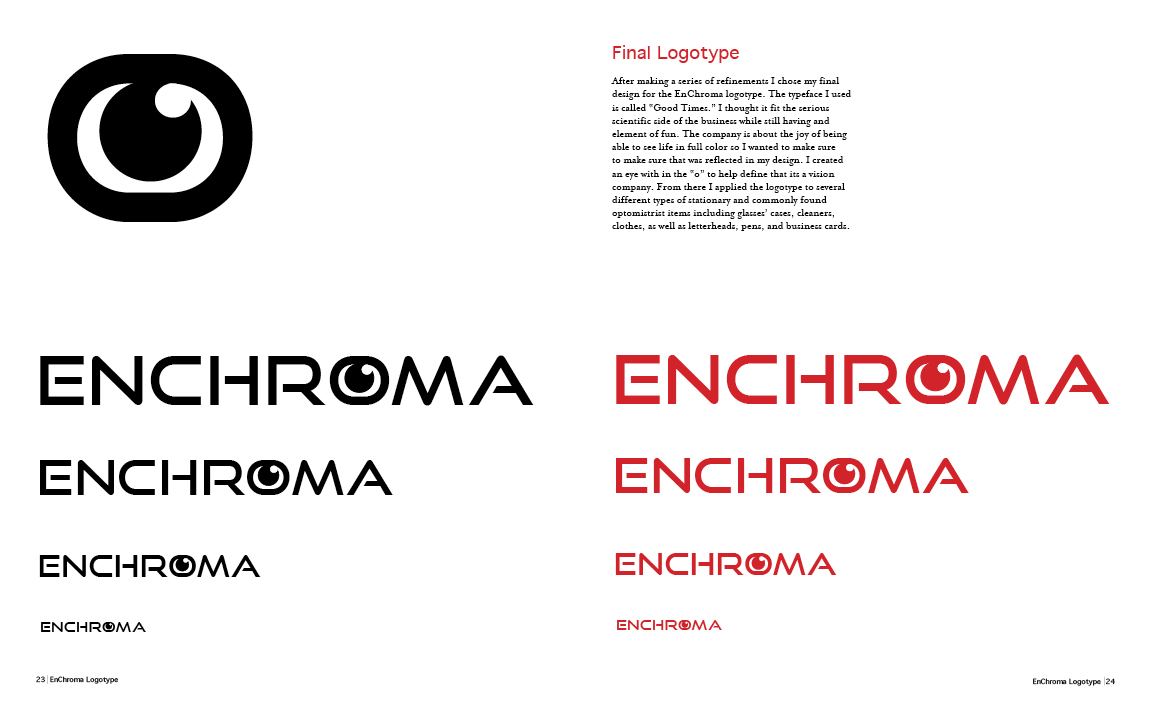 Final Logotype
After making a series of refinements I chose my final
design for the EnChroma logotype. The typeface I used
is called "Good Times." I thought it fit the serious
scientific side of the business while still having and
element of fun. The company is about the joy of being
able to see life in full color so I wanted to make sure
to make sure that was reflected in my design. I created
an eye with in the "o" to help define that its a vision
company. From there I applied the logotype to several
different types of stationary and commonly found
optomistrist items including glasses' cases, cleaners,
clothes, as well as letterheads, pens, and business cards.
ENCHROMA
ENCHROMA
ENCHROMA
ENCHROMA
ENCHROMA
ENCHROMA
ENCHROMA
ENCHROMA
23 | EnChroma Logotype
EnChroma Logotype | 24